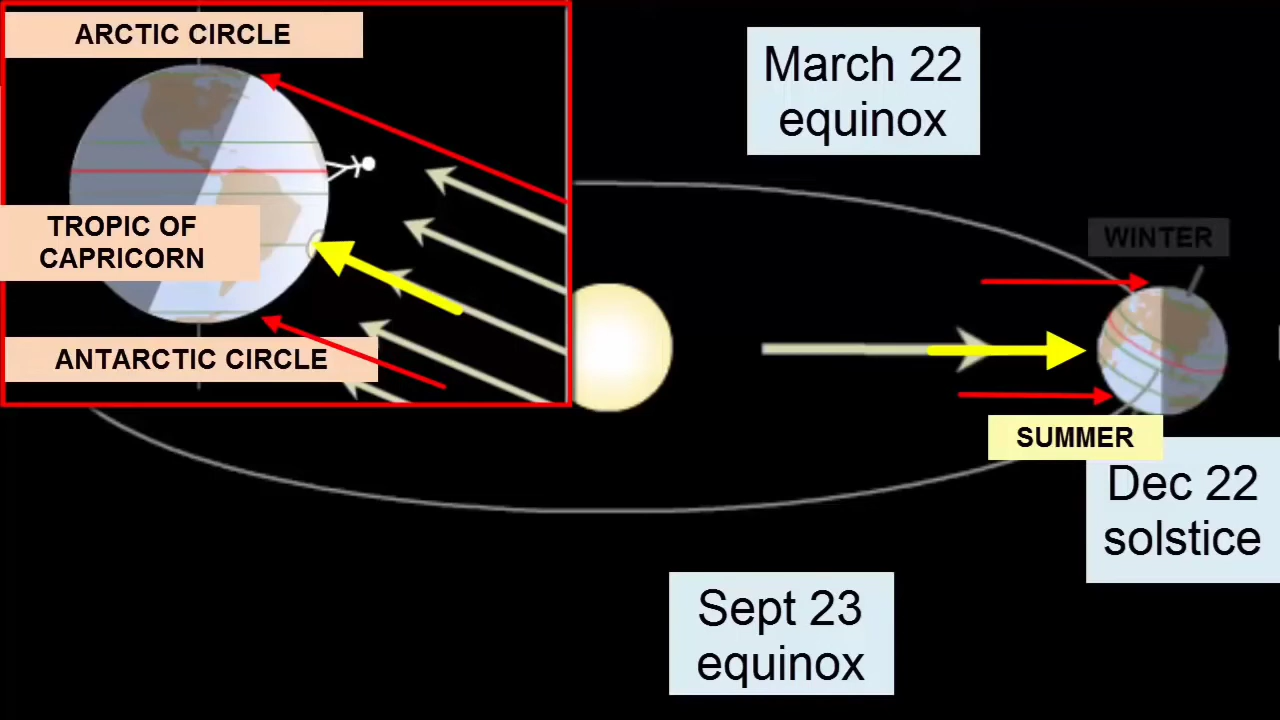 ARCTIC CIRCLE
March 22
equinox
TROPIC OF
CAPRICORN
WINTER
ANTARCTIC CIRCLE
SUMMER
Dec 22
solstice
Sept 23
equinox